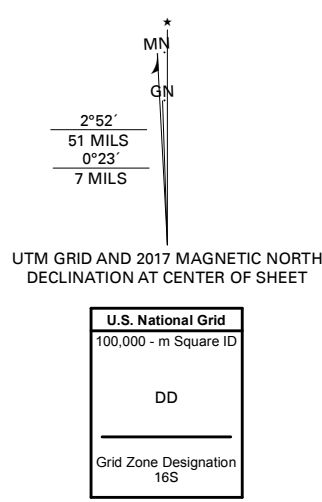 ★
MN
GN
2°52´
51 MILS
0°23´
7 MILS
UTM GRID AND 2017 MAGNETIC NORTH
DECLINATION AT CENTER OF SHEET
U.S. National Grid
100,000 - m Square ID
DD
Grid Zone Designation
16S